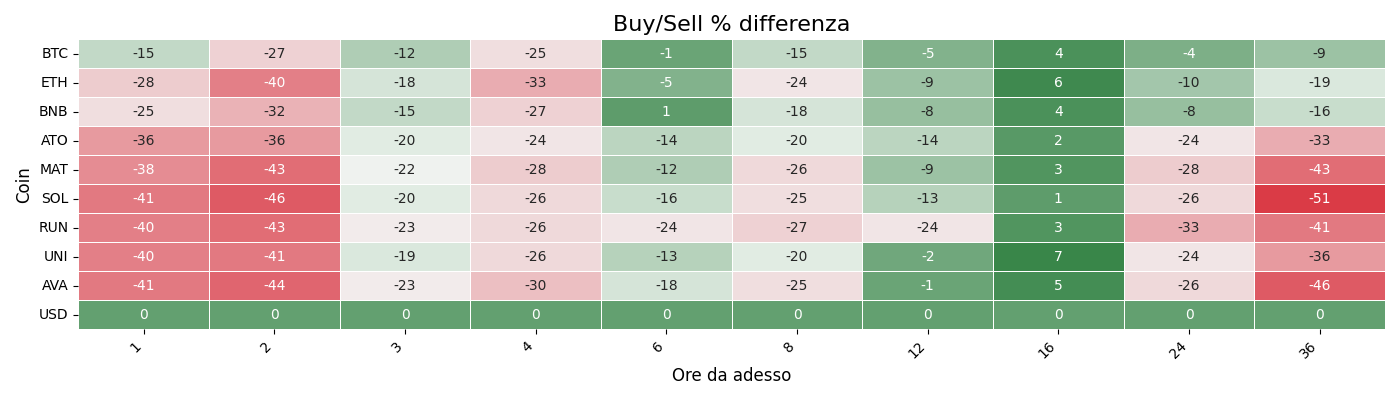 Buy/Sell % differenza
Coin
BTC -15 -27 -12 -25 -1 -15 -5 4 -4 -9
ETH -28 -40 -18 -33 -5 -24 -9 6 -10 -19
BNB -25 -32 -15 -27 1 -18 -8 4 -8 -16
ATO -36 -36 -20 -24 -14 -20 -14 2 -24 -33
MAT -38 -43 -22 -28 -12 -26 -9 3 -28 -43
SOL -41 -46 -20 -26 -16 -25 -13 1 -26 -51
RUN -40 -43 -23 -26 -24 -27 -24 3 -33 -41
UNI -40 -41 -19 -26 -13 -20 -2 7 -24 -36
AVA -41 -44 -23 -30 -18 -25 -1 5 -26 -46
USD 0 0 0 0 0 0 0 0 0 0
1 2 3 4 6 8 12 16 24 36
Ore da adesso